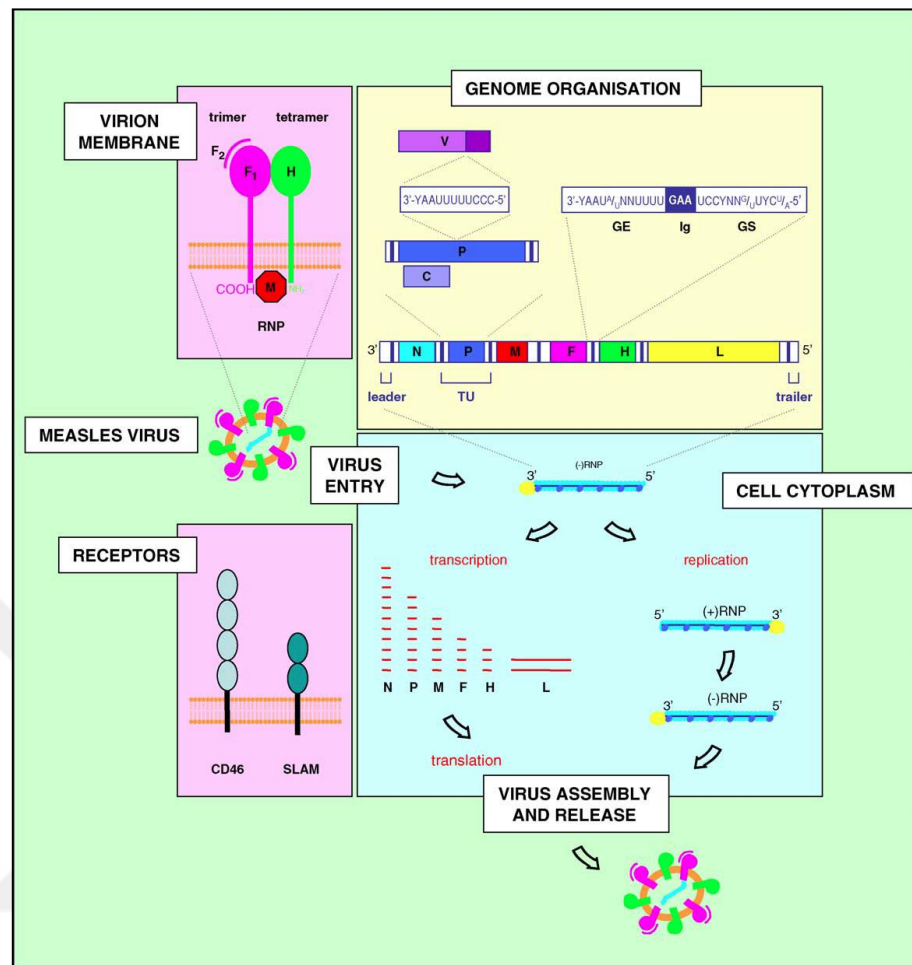 GENOME ORGANISATION
VIRION
MEMBRANE
trimer tetramer
F2
F1 H
COOH M NH2
RNP
V
3'-YAAUUUUUCCC-5'
P
C
3'-YAAUA/UNNUUUU GAA UCCYNNG/UUYCU/A-5'
GE Ig GS
3' N P M F H L 5'
leader TU trailer
MEASLES VIRUS
VIRUS
ENTRY
(-)RNP
3' 5'
CELL CYTOPLASM
RECEPTORS
transcription replication
5' (+)RNP 3'
N P M F H L
3' (-)RNP 5'
translation
CD46 SLAM
VIRUS ASSEMBLY
AND RELEASE